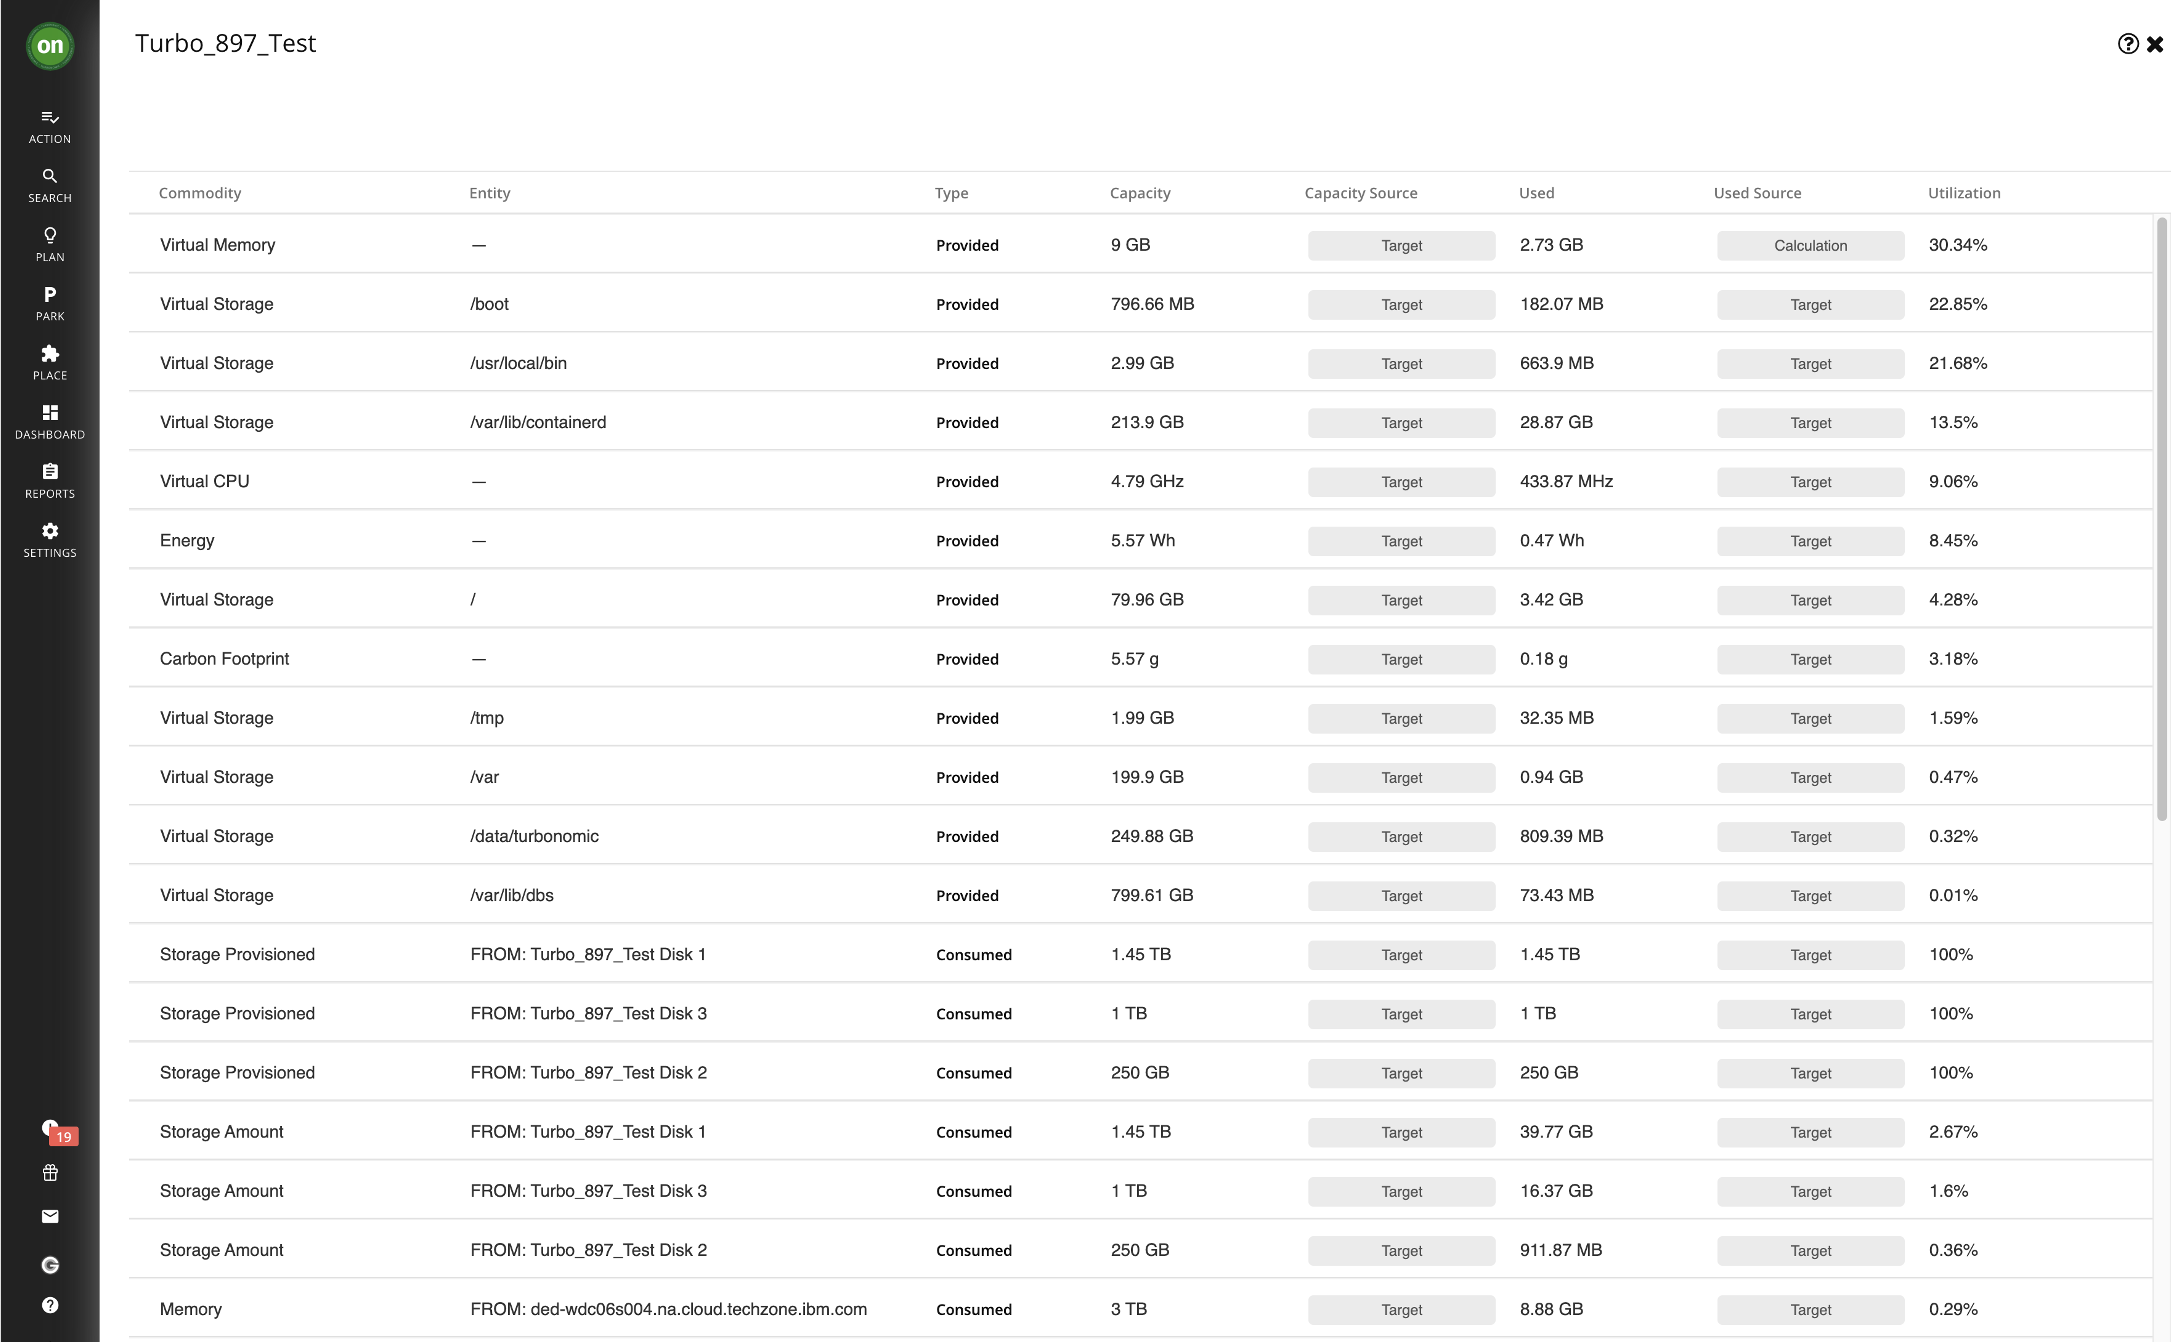 on
Turbo_897_Test
ACTION
SEARCH
PLAN
P
PARK
PLACE
DASHBOARD
REPORTS
SETTINGS
19
Commodity Entity Type Capacity Capacity Source Used Used Source Utilization
Virtual Memory — Provided 9 GB Target 2.73 GB Calculation 30.34%
Virtual Storage /boot Provided 796.66 MB Target 182.07 MB Target 22.85%
Virtual Storage /usr/local/bin Provided 2.99 GB Target 663.9 MB Target 21.68%
Virtual Storage /var/lib/containerd Provided 213.9 GB Target 28.87 GB Target 13.5%
Virtual CPU — Provided 4.79 GHz Target 433.87 MHz Target 9.06%
Energy — Provided 5.57 Wh Target 0.47 Wh Target 8.45%
Virtual Storage / Provided 79.96 GB Target 3.42 GB Target 4.28%
Carbon Footprint — Provided 5.57 g Target 0.18 g Target 3.18%
Virtual Storage /tmp Provided 1.99 GB Target 32.35 MB Target 1.59%
Virtual Storage /var Provided 199.9 GB Target 0.94 GB Target 0.47%
Virtual Storage /data/turbonomic Provided 249.88 GB Target 809.39 MB Target 0.32%
Virtual Storage /var/lib/dbs Provided 799.61 GB Target 73.43 MB Target 0.01%
Storage Provisioned FROM: Turbo_897_Test Disk 1 Consumed 1.45 TB Target 1.45 TB Target 100%
Storage Provisioned FROM: Turbo_897_Test Disk 3 Consumed 1 TB Target 1 TB Target 100%
Storage Provisioned FROM: Turbo_897_Test Disk 2 Consumed 250 GB Target 250 GB Target 100%
Storage Amount FROM: Turbo_897_Test Disk 1 Consumed 1.45 TB Target 39.77 GB Target 2.67%
Storage Amount FROM: Turbo_897_Test Disk 3 Consumed 1 TB Target 16.37 GB Target 1.6%
Storage Amount FROM: Turbo_897_Test Disk 2 Consumed 250 GB Target 911.87 MB Target 0.36%
Memory FROM: ded-wdc06s004.na.cloud.techzone.ibm.com Consumed 3 TB Target 8.88 GB Target 0.29%